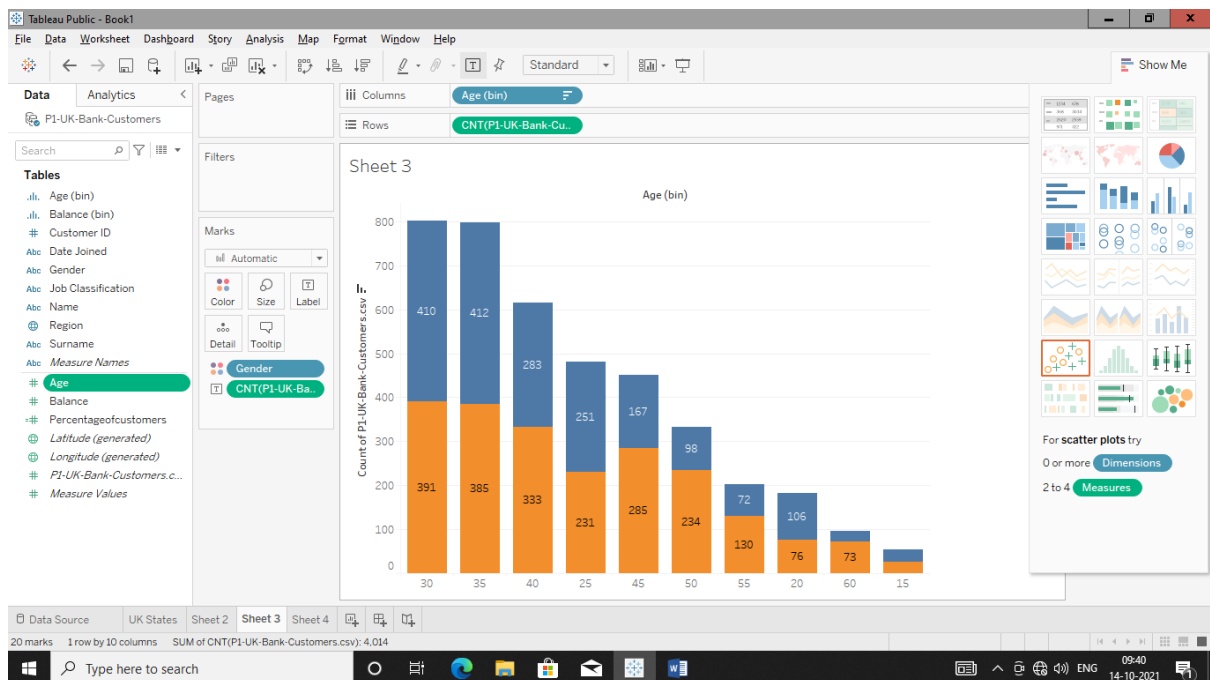 Tableau Public - Book1
File Data Worksheet Dashboard Story Analysis Map Format Window Help
Standard
Show Me
Data Analytics
P1-UK-Bank-Customers
Search
Tables
Age (bin)
Balance (bin)
# Customer ID
Abc Date Joined
Abc Gender
Abc Job Classification
Abc Name
Region
Abc Surname
Abc Measure Names
# Age
# Balance
=# Percentageofcustomers
Latitude (generated)
Longitude (generated)
# P1-UK-Bank-Customers.c...
# Measure Values
Pages
Filters
Marks
Automatic
Color Size Label
Detail Tooltip
Gender
CNT(P1-UK-Ba..
Columns Age (bin)
Rows CNT(P1-UK-Bank-Cu..
Sheet 3
Age (bin)
Count of P1-UK-Bank-Customers.csv
800
700
600
500
400
300
200
100
0
410 412 283 251 167 98 72 106
391 385 333 231 285 234 130 76 73
30 35 40 25 45 50 55 20 60 15
For scatter plots try
0 or more Dimensions
2 to 4 Measures
Data Source UK States Sheet 2 Sheet 3 Sheet 4
20 marks 1 row by 10 columns SUM of CNT(P1-UK-Bank-Customers.csv): 4,014
Type here to search
ENG
09:40
14-10-2021